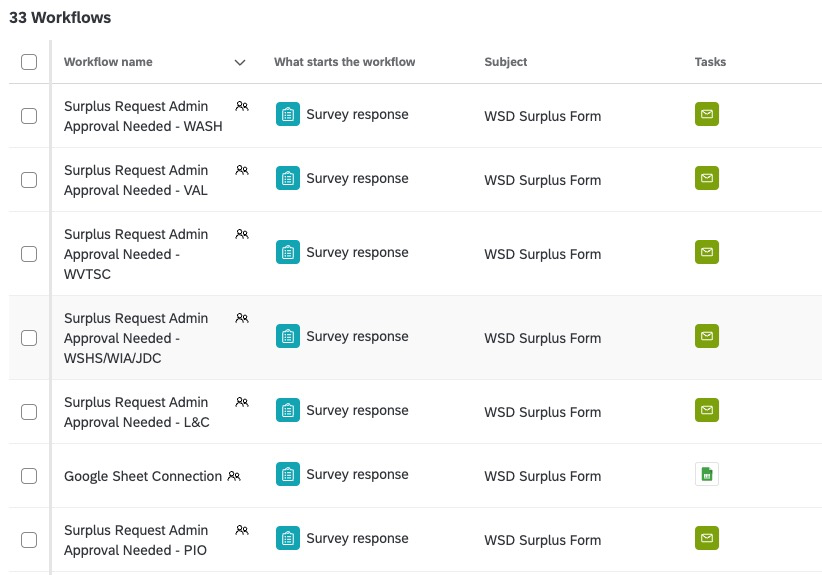 33 Workflows
Workflow name
What starts the workflow
Subject
Tasks
Surplus Request Admin
Approval Needed - WASH
Survey response
WSD Surplus Form
Surplus Request Admin
Approval Needed - VAL
Survey response
WSD Surplus Form
Surplus Request Admin
Approval Needed -
WVTSC
Survey response
WSD Surplus Form
Surplus Request Admin
Approval Needed -
WSHS/WIA/JDC
Survey response
WSD Surplus Form
Surplus Request Admin
Approval Needed - L&C
Survey response
WSD Surplus Form
Google Sheet Connection
Survey response
WSD Surplus Form
Surplus Request Admin
Approval Needed - PIO
Survey response
WSD Surplus Form